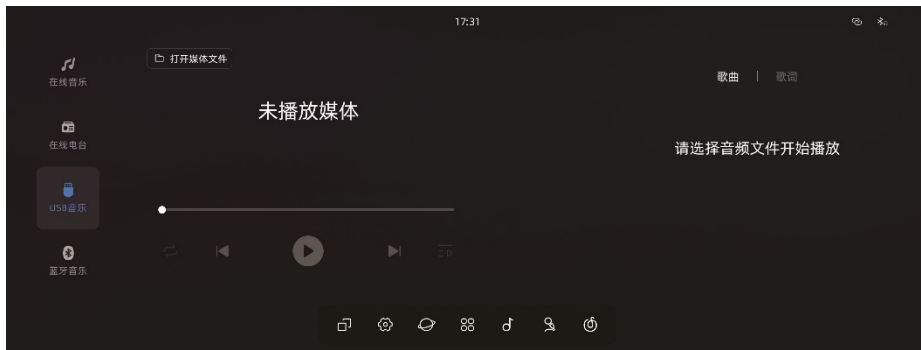 17:31
在线音乐
在线电台
USB音乐
蓝牙音乐
打开媒体文件
未播放媒体
歌曲 | 歌词
请选择音频文件开始播放